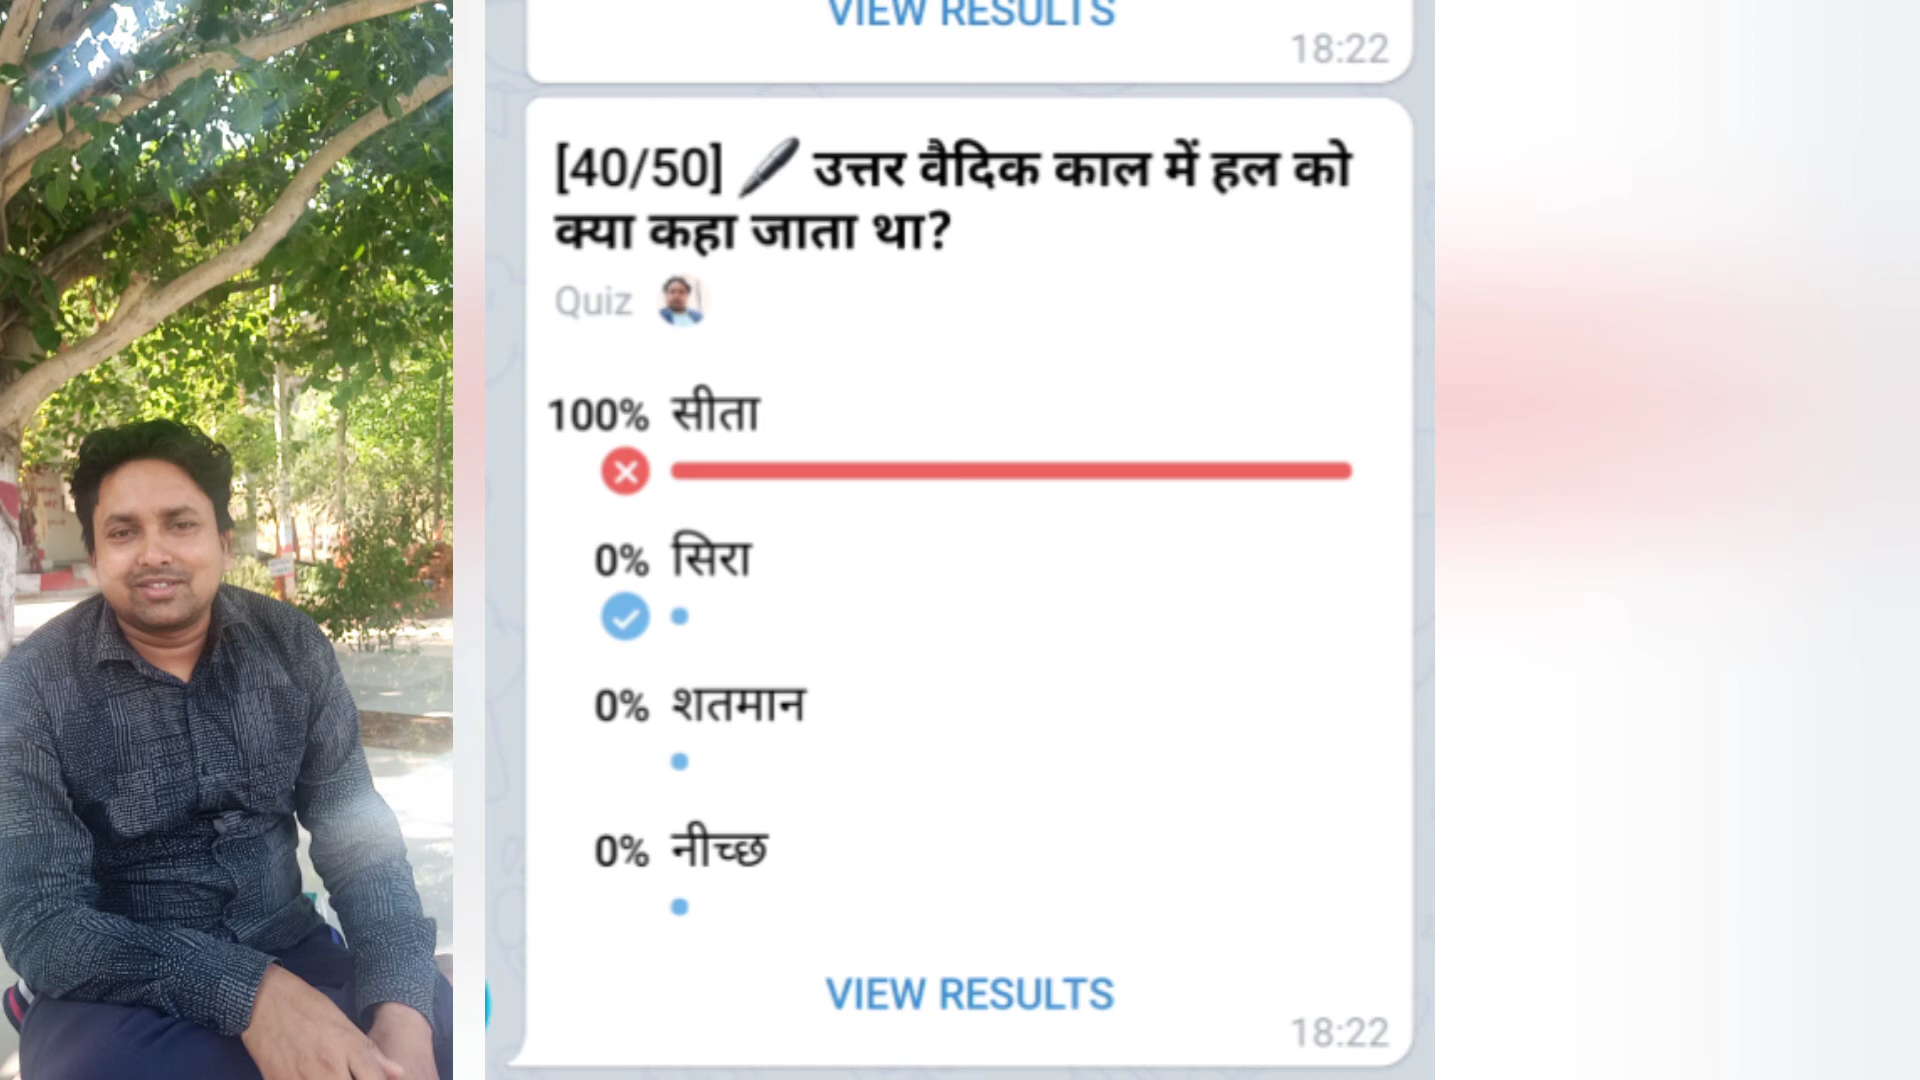 VIEW RESULTS
18:22
[40/50] 🖊 उत्तर वैदिक काल में हल को
क्या कहा जाता था?
Quiz
100% सीता
0% सिरा
0% शतमान
0% नीच्छ
VIEW RESULTS
18:22